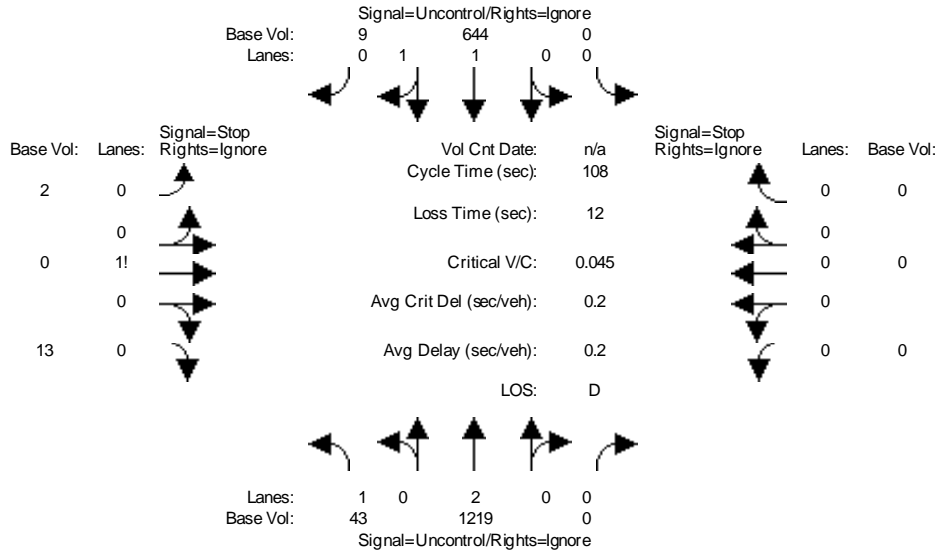 Signal=Uncontrol/Rights=Ignore
Base Vol: 9 644 0
Lanes: 0 1 1 0 0
Signal=Stop Signal=Stop
Base Vol: Lanes: Rights=Ignore Vol Cnt Date: n/a Rights=Ignore Lanes: Base Vol:
Cycle Time (sec): 108
2 0 0 0
Loss Time (sec): 12
0 0
0 1! Critical V/C: 0.045 0 0
0 Avg Crit Del (sec/veh): 0.2 0
13 0 Avg Delay (sec/veh): 0.2 0 0
LOS: D
Lanes: 1 0 2 0 0
Base Vol: 43 1219 0
Signal=Uncontrol/Rights=Ignore